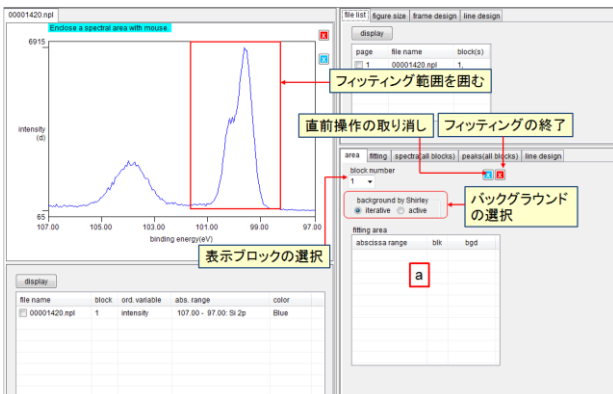 00001420.npl
Enclose a spectral area with mouse.
6915
x
x
intensity
(d)
65
107.00 105.00 103.00 101.00 99.00 97.00
binding energy(eV)
フィッティング範囲を囲む
直前操作の取り消し
フィッティングの終了
表示ブロックの選択
バックグラウンド
の選択
display
file name block ord. variable abs. range color
00001420.npl 1 intensity 107.00 - 97.00: Si 2p Blue
file list figure size frame design line design
display
page file name block(s)
1 00001420.npl 1,
area fitting spectra(all blocks) peaks(all blocks) line design
block number
1
x x
background by Shirley
iterative active
fitting area
abscissa range blk bgd
a